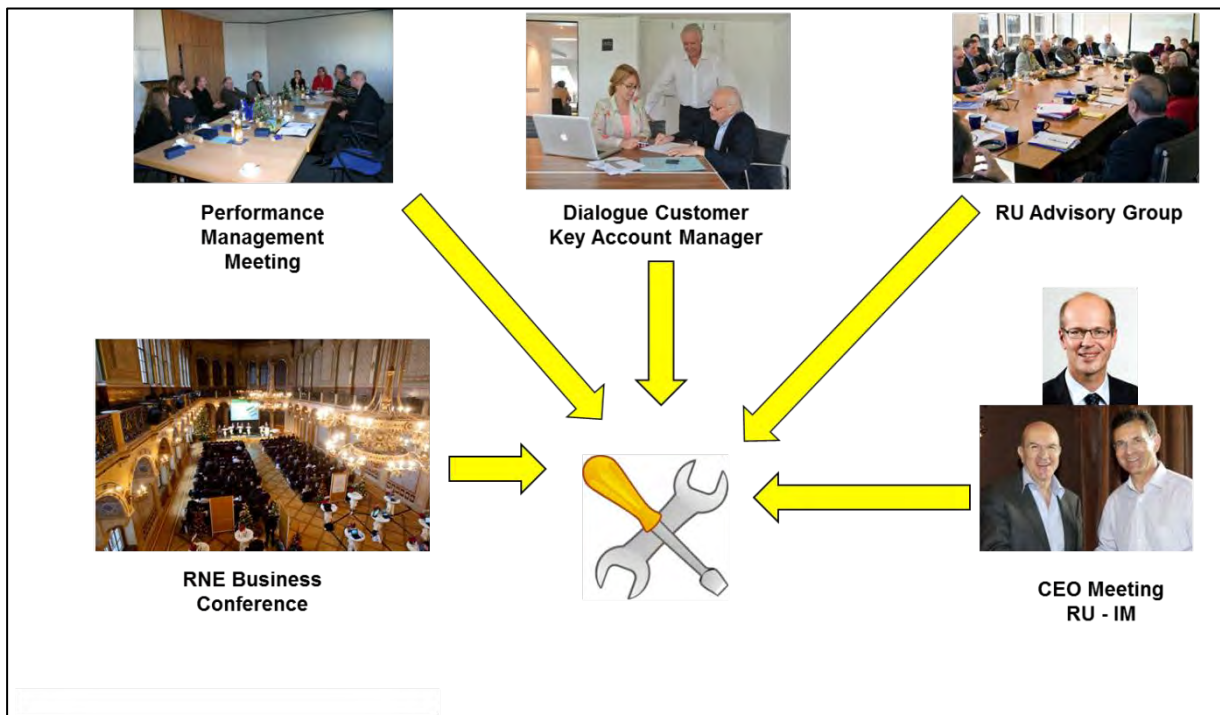 Performance
Management
Meeting
Dialogue Customer
Key Account Manager
RU Advisory Group
RNE Business
Conference
CEO Meeting
RU - IM